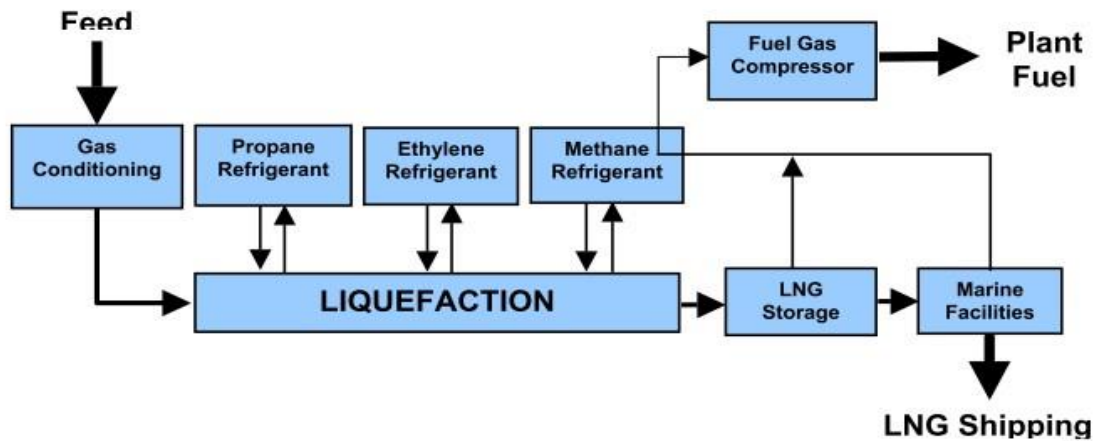 Feed
Fuel Gas
Compressor
Plant
Fuel
Gas
Conditioning
Propane
Refrigerant
Ethylene
Refrigerant
Methane
Refrigerant
LIQUEFACTION
LNG
Storage
Marine
Facilities
LNG Shipping